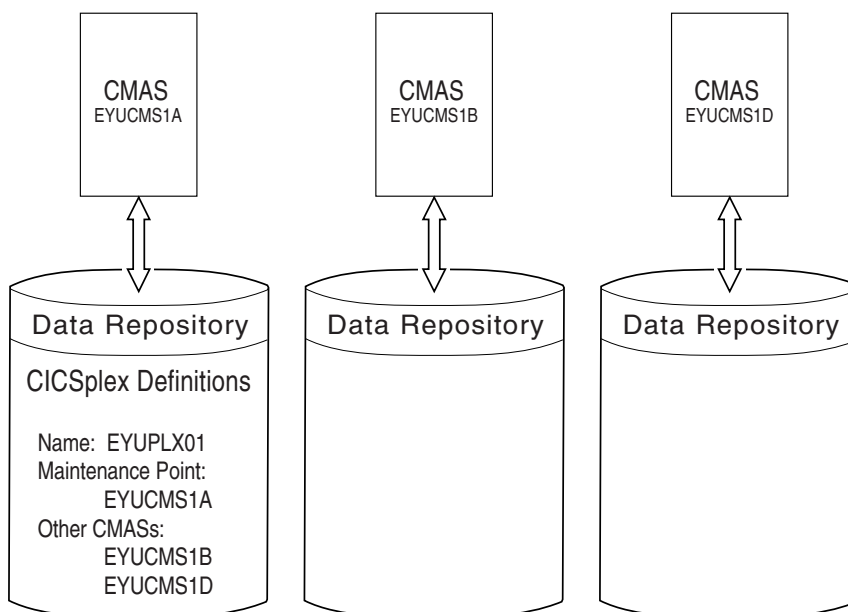 CMAS
EYUCMS1A
CMAS
EYUCMS1B
CMAS
EYUCMS1D
Data Repository
Data Repository
Data Repository
CICSplex Definitions
Name: EYUPLX01
Maintenance Point:
EYUCMS1A
Other CMASs:
EYUCMS1B
EYUCMS1D